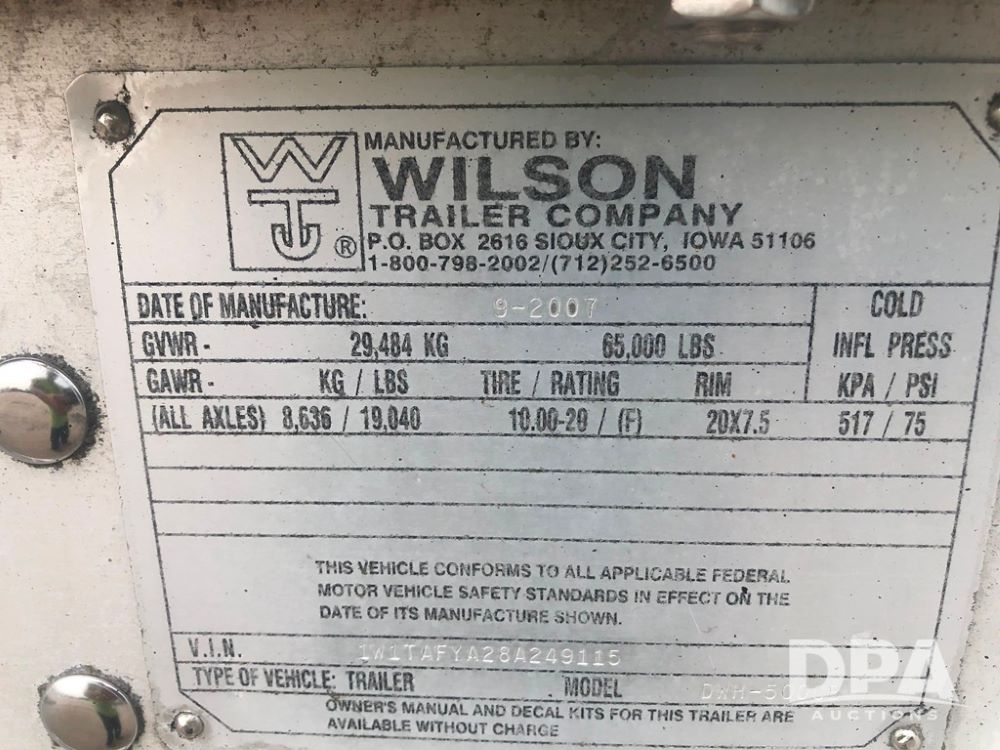 WTJ ®
MANUFACTURED BY:
WILSON
TRAILER COMPANY
P.O. BOX 2616 SIOUX CITY, IOWA 51106
1-800-798-2002/(712)252-6500
DATE OF MANUFACTURE: 9-2007 COLD
GVWR - 29,484 KG 65,000 LBS INFL PRESS
GAWR - KG / LBS TIRE / RATING RIM KPA / PSI
(ALL AXLES) 8,636 / 19,040 10.00-20 / (F) 20X7.5 517 / 75
THIS VEHICLE CONFORMS TO ALL APPLICABLE FEDERAL
MOTOR VEHICLE SAFETY STANDARDS IN EFFECT ON THE
DATE OF ITS MANUFACTURE SHOWN.
V.I.N. 1W1TAFYA28A249115
TYPE OF VEHICLE: TRAILER MODEL
OWNER'S MANUAL AND DECAL KITS FOR THIS TRAILER ARE
AVAILABLE WITHOUT CHARGE
DPA
AUCTIONS